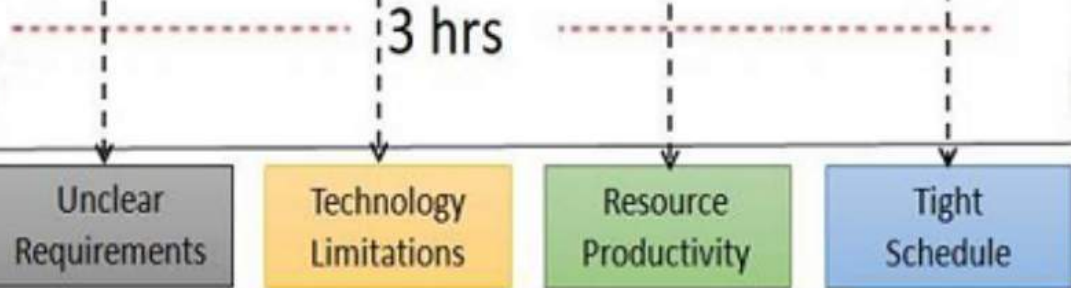 3 hrs
Unclear
Requirements
Technology
Limitations
Resource
Productivity
Tight
Schedule